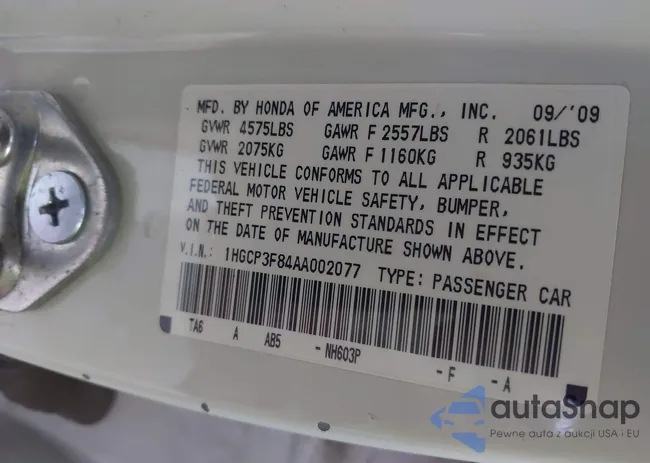 MFD. BY HONDA OF AMERICA MFG., INC. 09/'09
GVWR 4575LBS GAWR F 2557LBS R 2061LBS
GVWR 2075KG GAWR F 1160KG R 935KG
THIS VEHICLE CONFORMS TO ALL APPLICABLE
FEDERAL MOTOR VEHICLE SAFETY, BUMPER,
AND THEFT PREVENTION STANDARDS IN EFFECT
ON THE DATE OF MANUFACTURE SHOWN ABOVE.
V.I.N.: 1HGCP3F84AA002077 TYPE: PASSENGER CAR
TA6 A AB5 -NH603P -F -A
autaSnap
Pewne auta z aukcji USA i EU